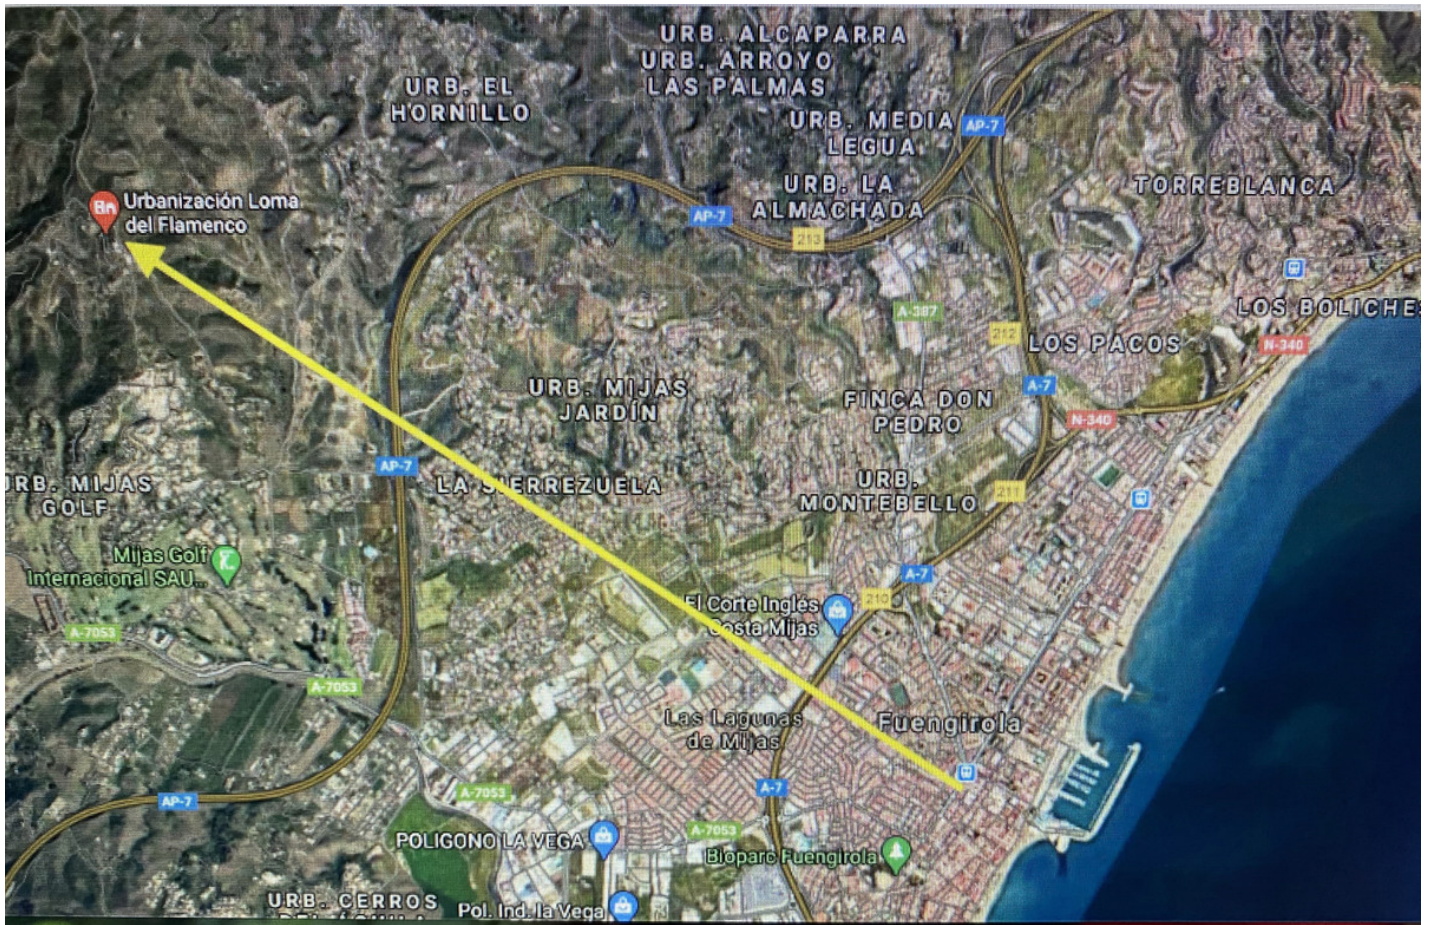 URB. ALCAPARRA
URB. ARROYO
LAS PALMAS
URB. EL
HORNILLO
URB. MEDIA
LEGUA
AP-7
URB. LA
ALMACHADA
TORREBLANCA
Urbanización Loma
del Flamenco
AP-7
213
A-387
LOS BOLICHE
212
LOS PACOS
N-340
URB. MIJAS
JARDÍN
FINCA DON
PEDRO
A-7
N-340
AP-7
LA SIERREZUELA
URB.
MONTEBELLO
211
URB. MIJAS
GOLF
Mijas Golf
Internacional SAU...
A-7
210
El Corte Inglés
Costa Mijas
A-7053
A-7053
Las Lagunas
de Mijas
Fuengirola
AP-7
A-7053
A-7
A-7053
POLIGONO LA VEGA
Bioparc Fuengirola
URB. CERROS
Pol. Ind. la Vega